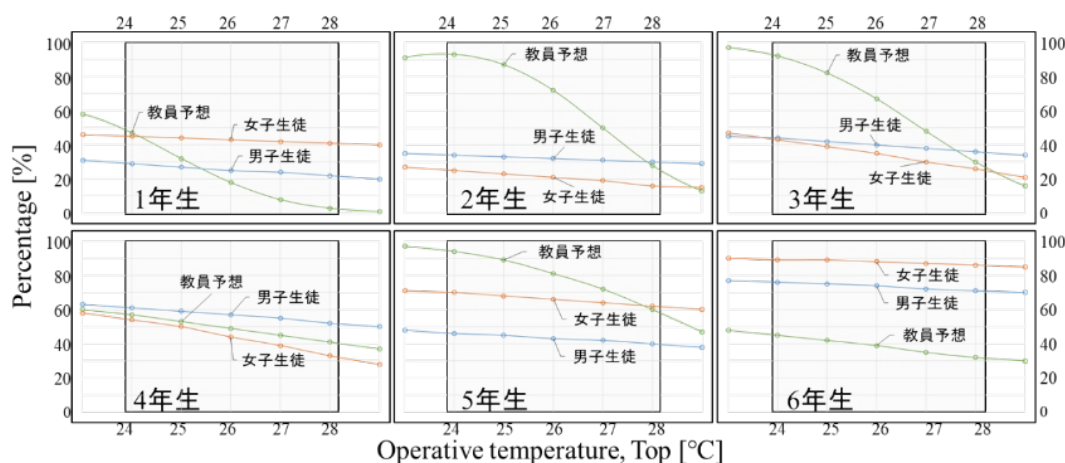 24 25 26 27 28
24 25 26 27 28
24 25 26 27 28
Percentage [%]
100
80
60
40
20
0
教員予想
女子生徒
男子生徒
1年生
教員予想
男子生徒
女子生徒
2年生
教員予想
男子生徒
女子生徒
3年生
100
80
60
40
20
0
100
80
60
40
20
0
教員予想
男子生徒
女子生徒
4年生
教員予想
女子生徒
男子生徒
5年生
女子生徒
男子生徒
教員予想
6年生
100
80
60
40
20
0
24 25 26 27 28
24 25 26 27 28
24 25 26 27 28
Operative temperature, Top [°C]